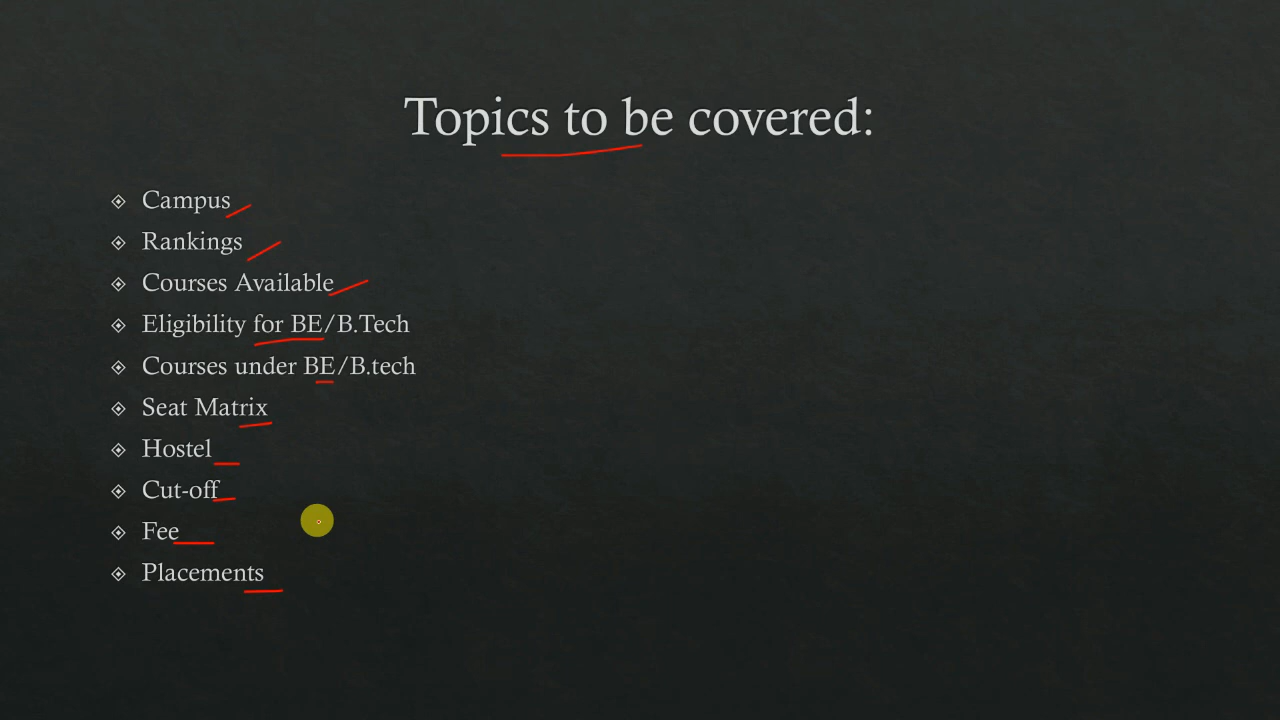 Topics to be covered:
Campus
Rankings
Courses Available
Eligibility for BE/B.Tech
Courses under BE/B.tech
Seat Matrix
Hostel
Cut-off
Fee
Placements